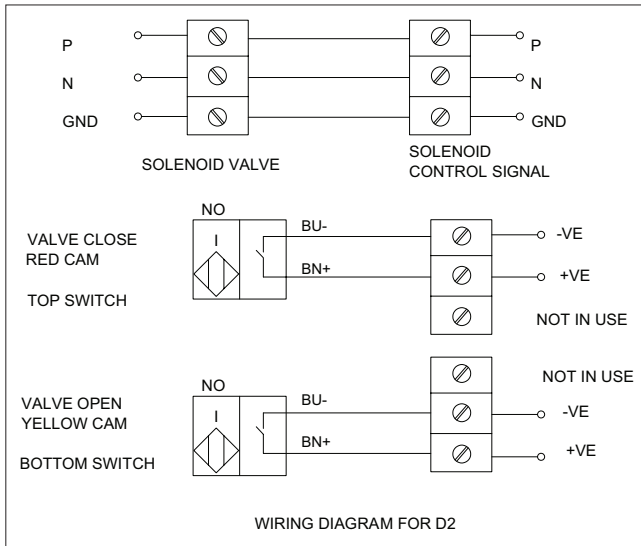 P
P
N
N
GND
GND
SOLENOID VALVE
SOLENOID
CONTROL SIGNAL
NO
I
VALVE CLOSE
RED CAM
TOP SWITCH
BU-
BN+
-VE
+VE
NOT IN USE
NO
I
VALVE OPEN
YELLOW CAM
BOTTOM SWITCH
BU-
BN+
NOT IN USE
-VE
+VE
WIRING DIAGRAM FOR D2